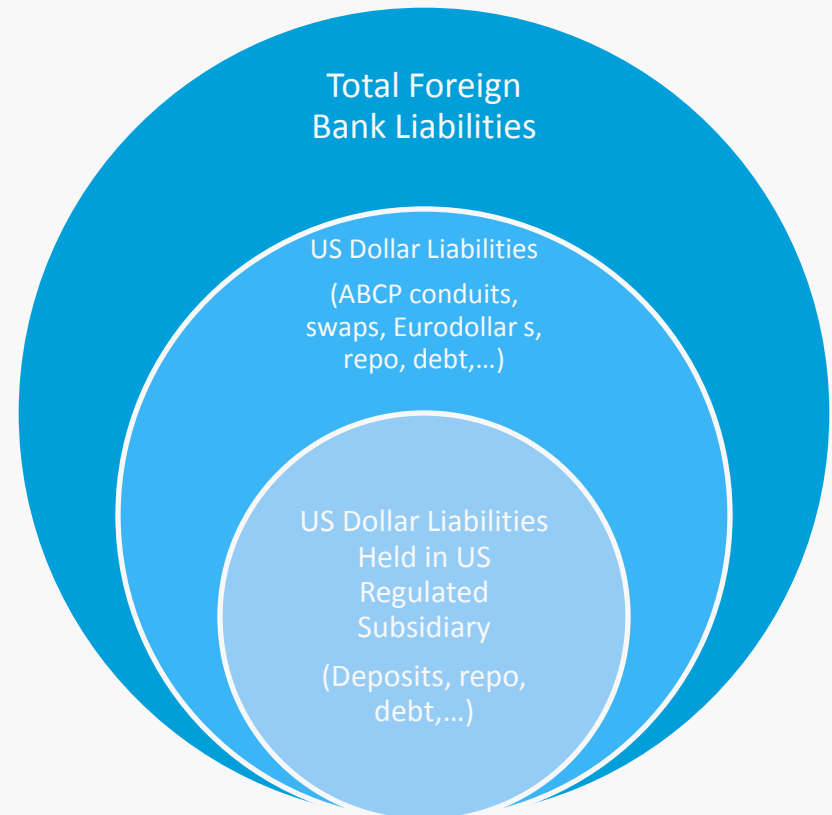 Total Foreign
Bank Liabilities
US Dollar Liabilities
(ABCP conduits,
swaps, Eurodollar s,
repo, debt,...)
US Dollar Liabilities
Held in US
Regulated
Subsidiary
(Deposits, repo,
debt,...)